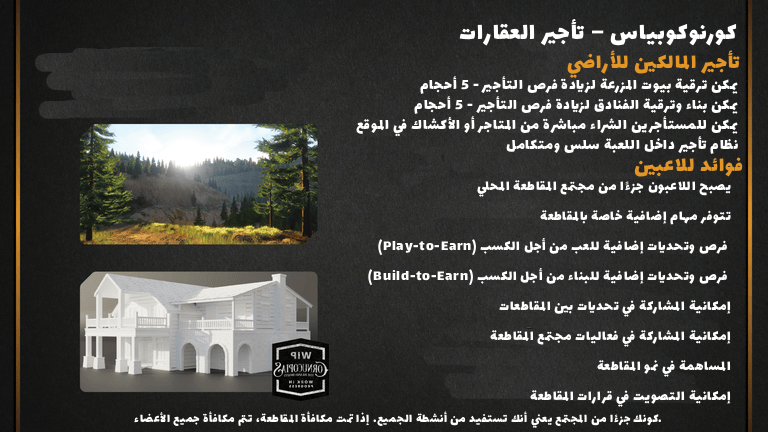 كورنوكوبياس – تأجير العقارات
تأجير المالكين للأراضي
يمكن ترقية بيوت المزرعة لزيادة فرص التأجير - 5 أحجام
يمكن بناء وترقية الفنادق لزيادة فرص التأجير - 5 أحجام
يمكن للمستأجرين الشراء مباشرة من المتاجر أو الأكشاك في الموقع
نظام تأجير داخل اللعبة سلس ومتكامل
فوائد للاعبين
يصبح اللاعبون جزءًا من مجتمع المقاطعة المحلي
تتوفر مهام إضافية خاصة بالمقاطعة
فرص وتحديات إضافية للعب من أجل الكسب (Play-to-Earn)
فرص وتحديات إضافية للبناء من أجل الكسب (Build-to-Earn)
إمكانية المشاركة في تحديات بين المقاطعات
إمكانية المشاركة في فعاليات مجتمع المقاطعة
المساهمة في نمو المقاطعة
إمكانية التصويت في قرارات المقاطعة
كونك جزءًا من المجتمع يعني أنك تستفيد من أنشطة الجميع. إذا تمت مكافأة المقاطعة، تتم مكافأة جميع الأعضاء.
WIP
CORNUCOPIAS
WORK IN
PROGRESS